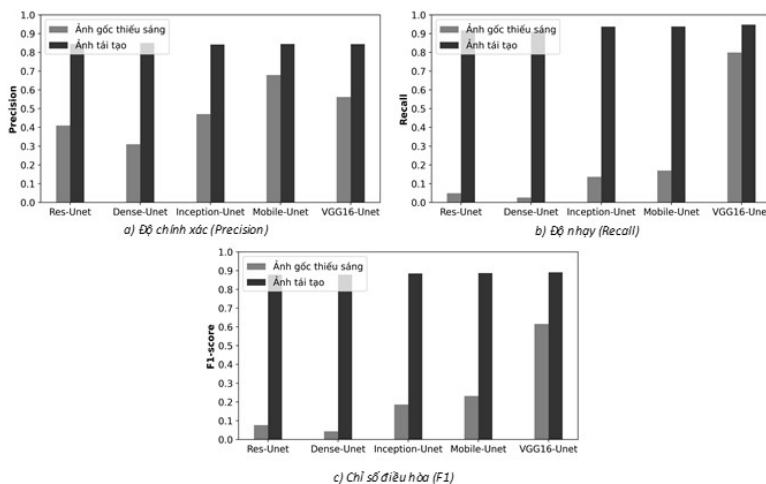 1.0
0.9
0.8
0.7
0.6
0.5
0.4
0.3
0.2
0.1
0.0
Precision
Ảnh gốc thiếu sáng
Ảnh tái tạo
Res-Unet Dense-Unet Inception-Unet Mobile-Unet VGG16-Unet
a) Độ chính xác (Precision)
1.0
0.9
0.8
0.7
0.6
0.5
0.4
0.3
0.2
0.1
0.0
Recall
Ảnh gốc thiếu sáng
Ảnh tái tạo
Res-Unet Dense-Unet Inception-Unet Mobile-Unet VGG16-Unet
b) Độ nhạy (Recall)
1.0
0.9
0.8
0.7
0.6
0.5
0.4
0.3
0.2
0.1
0.0
F1-score
Ảnh gốc thiếu sáng
Ảnh tái tạo
Res-Unet Dense-Unet Inception-Unet Mobile-Unet VGG16-Unet
c) Chỉ số điều hòa (F1)